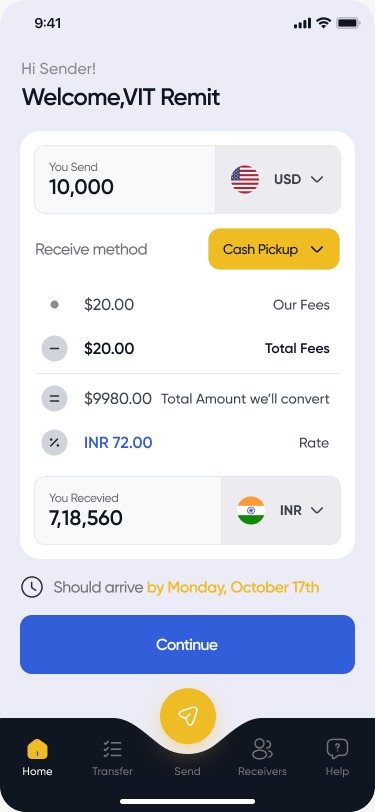 9:41
Hi Sender!
Welcome,VIT Remit
You Send
10,000
USD
Receive method
Cash Pickup
$20.00 Our Fees
$20.00 Total Fees
$9980.00 Total Amount we'll convert
INR 72.00 Rate
You Recevied
7,18,560
INR
Should arrive by Monday, October 17th
Continue
Home Transfer Send Receivers Help